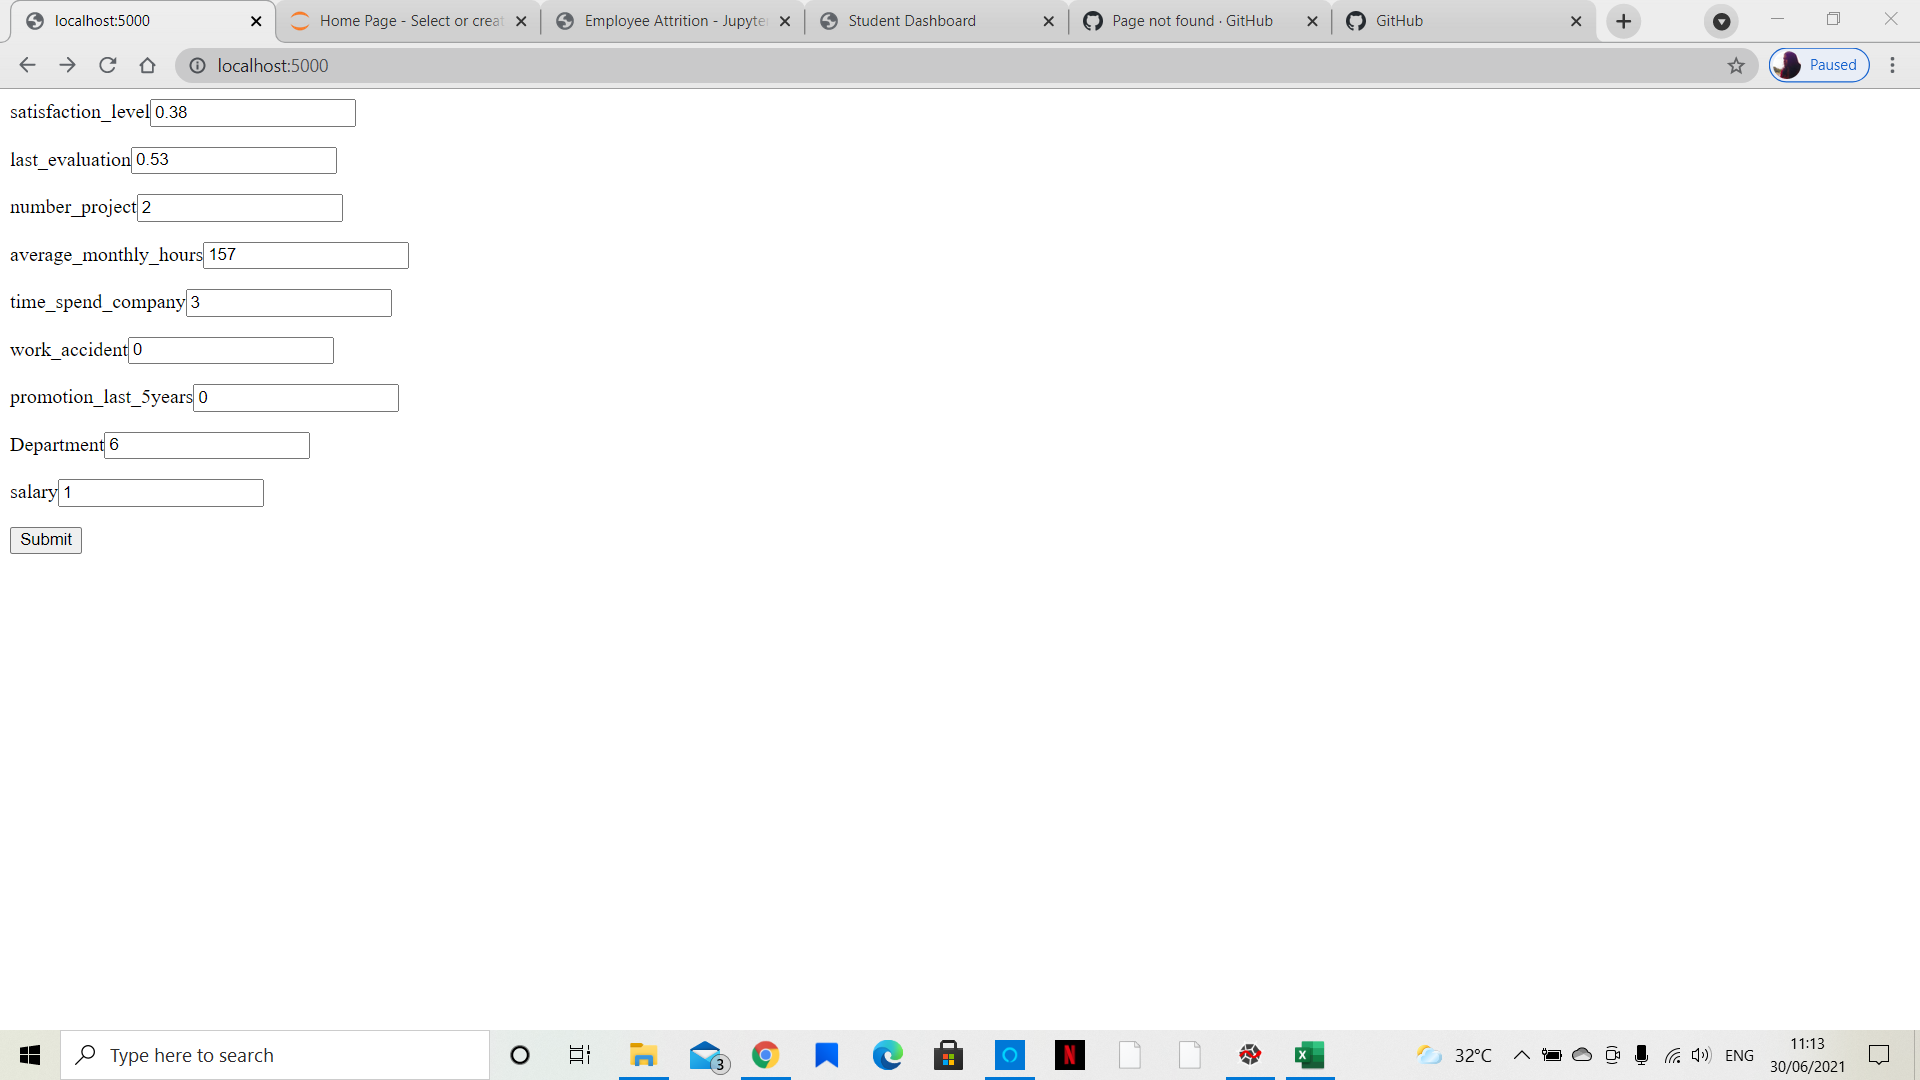 localhost:5000
Home Page - Select or creat
Employee Attrition - Jupyte
Student Dashboard
Page not found · GitHub
GitHub
localhost:5000
Paused
satisfaction_level 0.38
last_evaluation 0.53
number_project 2
average_monthly_hours 157
time_spend_company 3
work_accident 0
promotion_last_5years 0
Department 6
salary 1
Submit
Type here to search
3
N
X
32°C
ENG
11:13
30/06/2021